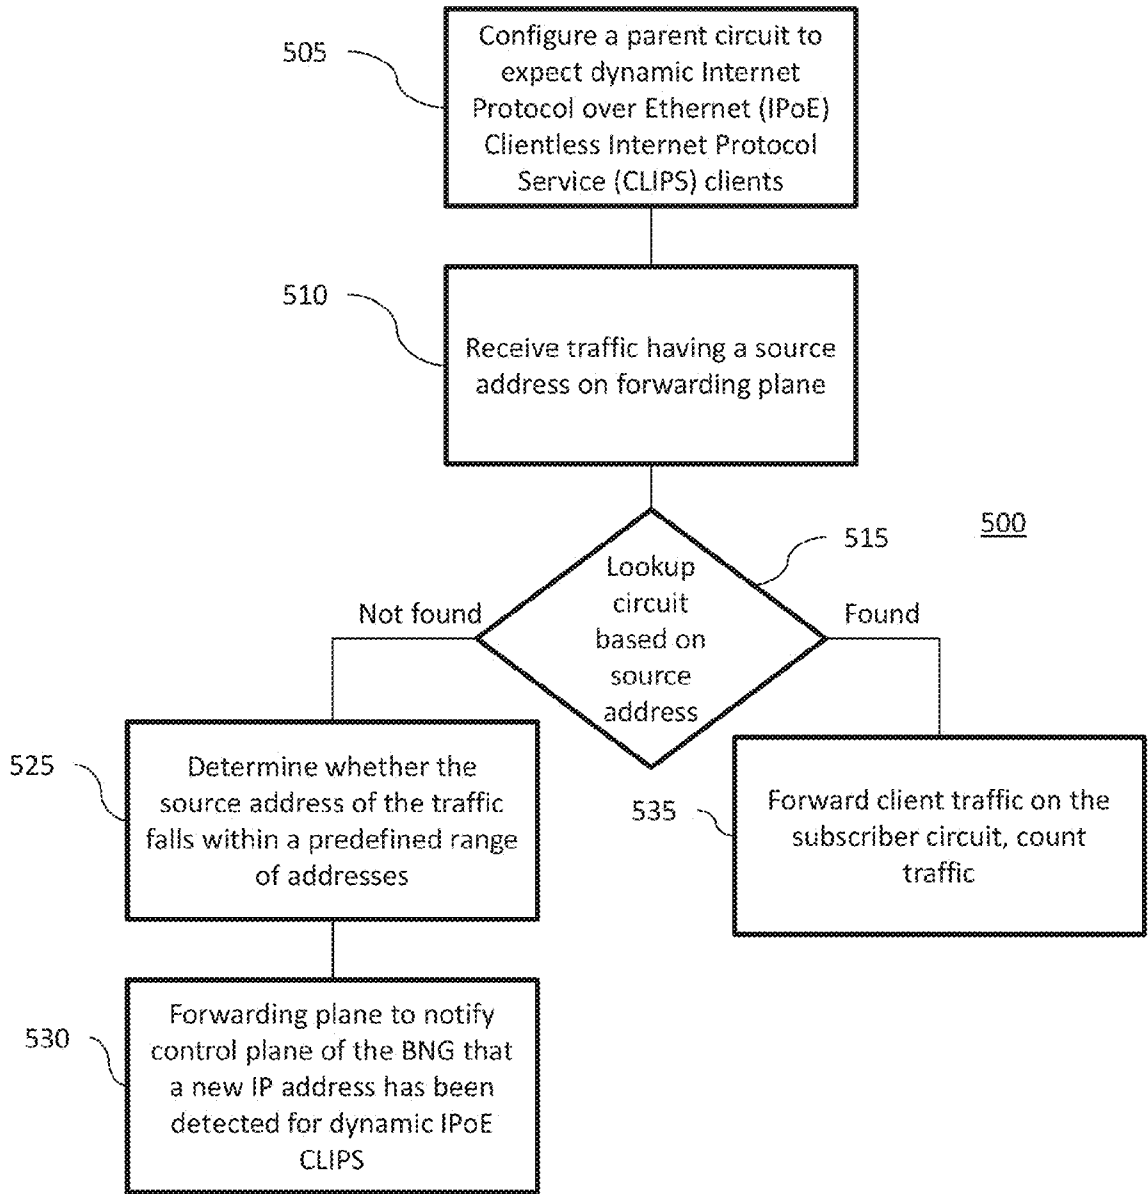 505
Configure a parent circuit to
expect dynamic Internet
Protocol over Ethernet (IPoE)
Clientless Internet Protocol
Service (CLIPS) clients
510
Receive traffic having a source
address on forwarding plane
500
515
Lookup
circuit
based on
source
address
Not found
Found
525
Determine whether the
source address of the traffic
falls within a predefined range
of addresses
535
Forward client traffic on the
subscriber circuit, count
traffic
530
Forwarding plane to notify
control plane of the BNG that
a new IP address has been
detected for dynamic IPoE
CLIPS